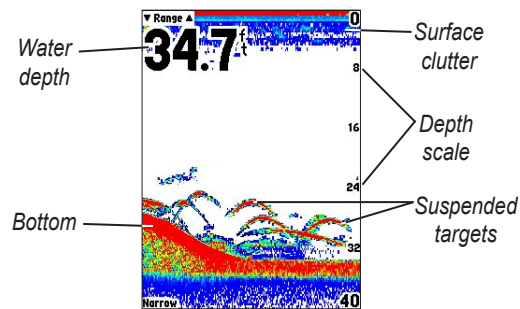 ▼ Range ▲
0
34.7 ft
Water
depth
Surface
clutter
8
16
Depth
scale
24
Suspended
targets
Bottom
32
Narrow
40